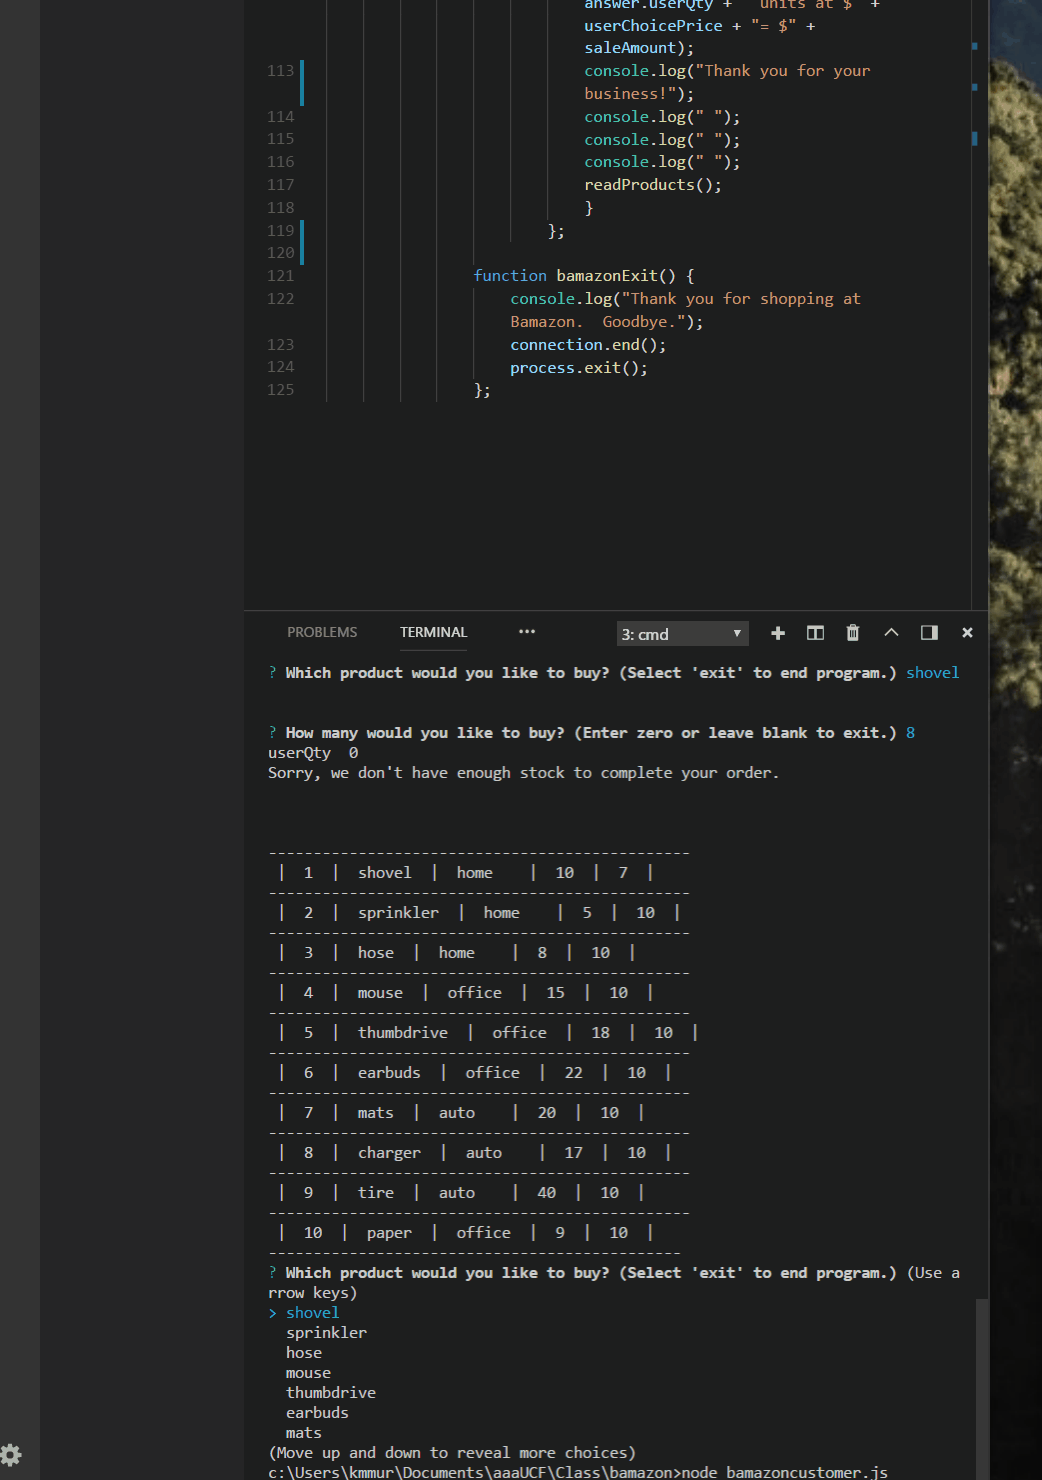 answer.userQty + " units at $" +
userChoicePrice + "= $" +
saleAmount);
113 console.log("Thank you for your
business!");
114 console.log(" ");
115 console.log(" ");
116 console.log(" ");
117 readProducts();
118 }
119 };
120
121 function bamazonExit() {
122 console.log("Thank you for shopping at
Bamazon.  Goodbye.");
123 connection.end();
124 process.exit();
125 };
PROBLEMS TERMINAL ••• 3: cmd
? Which product would you like to buy? (Select 'exit' to end program.) shovel
? How many would you like to buy? (Enter zero or leave blank to exit.) 8
userQty  0
Sorry, we don't have enough stock to complete your order.
-----------------------------------------------
 |  1  |  shovel  |  home    |  10  |  7  |
-----------------------------------------------
 |  2  |  sprinkler  |  home    |  5  |  10  |
-----------------------------------------------
 |  3  |  hose  |  home    |  8  |  10  |
-----------------------------------------------
 |  4  |  mouse  |  office  |  15  |  10  |
-----------------------------------------------
 |  5  |  thumbdrive  |  office  |  18  |  10  |
-----------------------------------------------
 |  6  |  earbuds  |  office  |  22  |  10  |
-----------------------------------------------
 |  7  |  mats  |  auto    |  20  |  10  |
-----------------------------------------------
 |  8  |  charger  |  auto    |  17  |  10  |
-----------------------------------------------
 |  9  |  tire  |  auto    |  40  |  10  |
-----------------------------------------------
 |  10  |  paper  |  office  |  9  |  10  |
----------------------------------------------
? Which product would you like to buy? (Select 'exit' to end program.) (Use a
rrow keys)
> shovel
  sprinkler
  hose
  mouse
  thumbdrive
  earbuds
  mats
(Move up and down to reveal more choices)
c:\Users\kmmur\Documents\aaaUCF\Class\bamazon>node bamazoncustomer.js